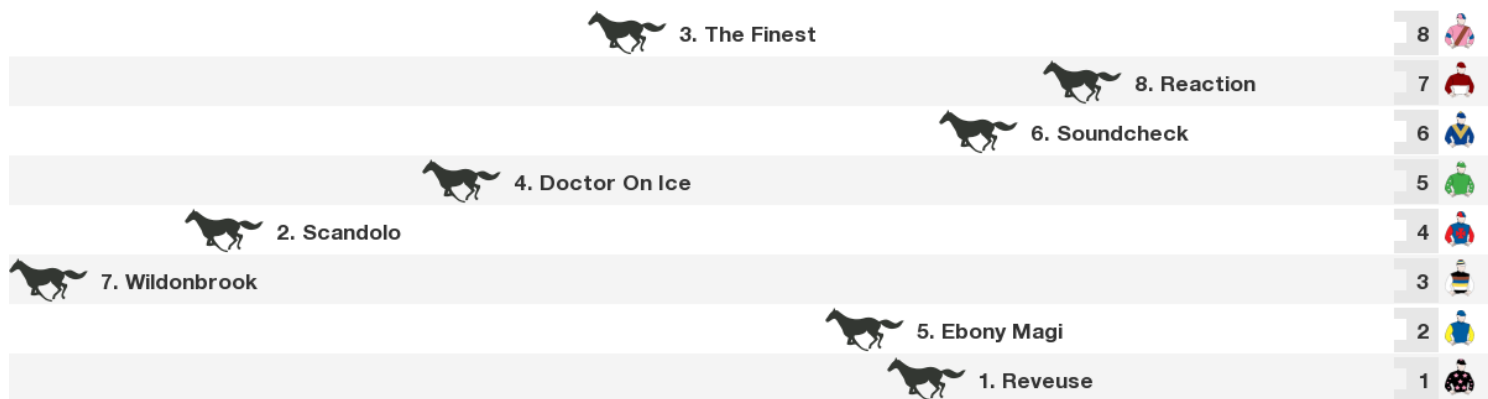 3. The Finest 8
8. Reaction 7
6. Soundcheck 6
4. Doctor On Ice 5
2. Scandolo 4
7. Wildonbrook 3
5. Ebony Magi 2
1. Reveuse 1